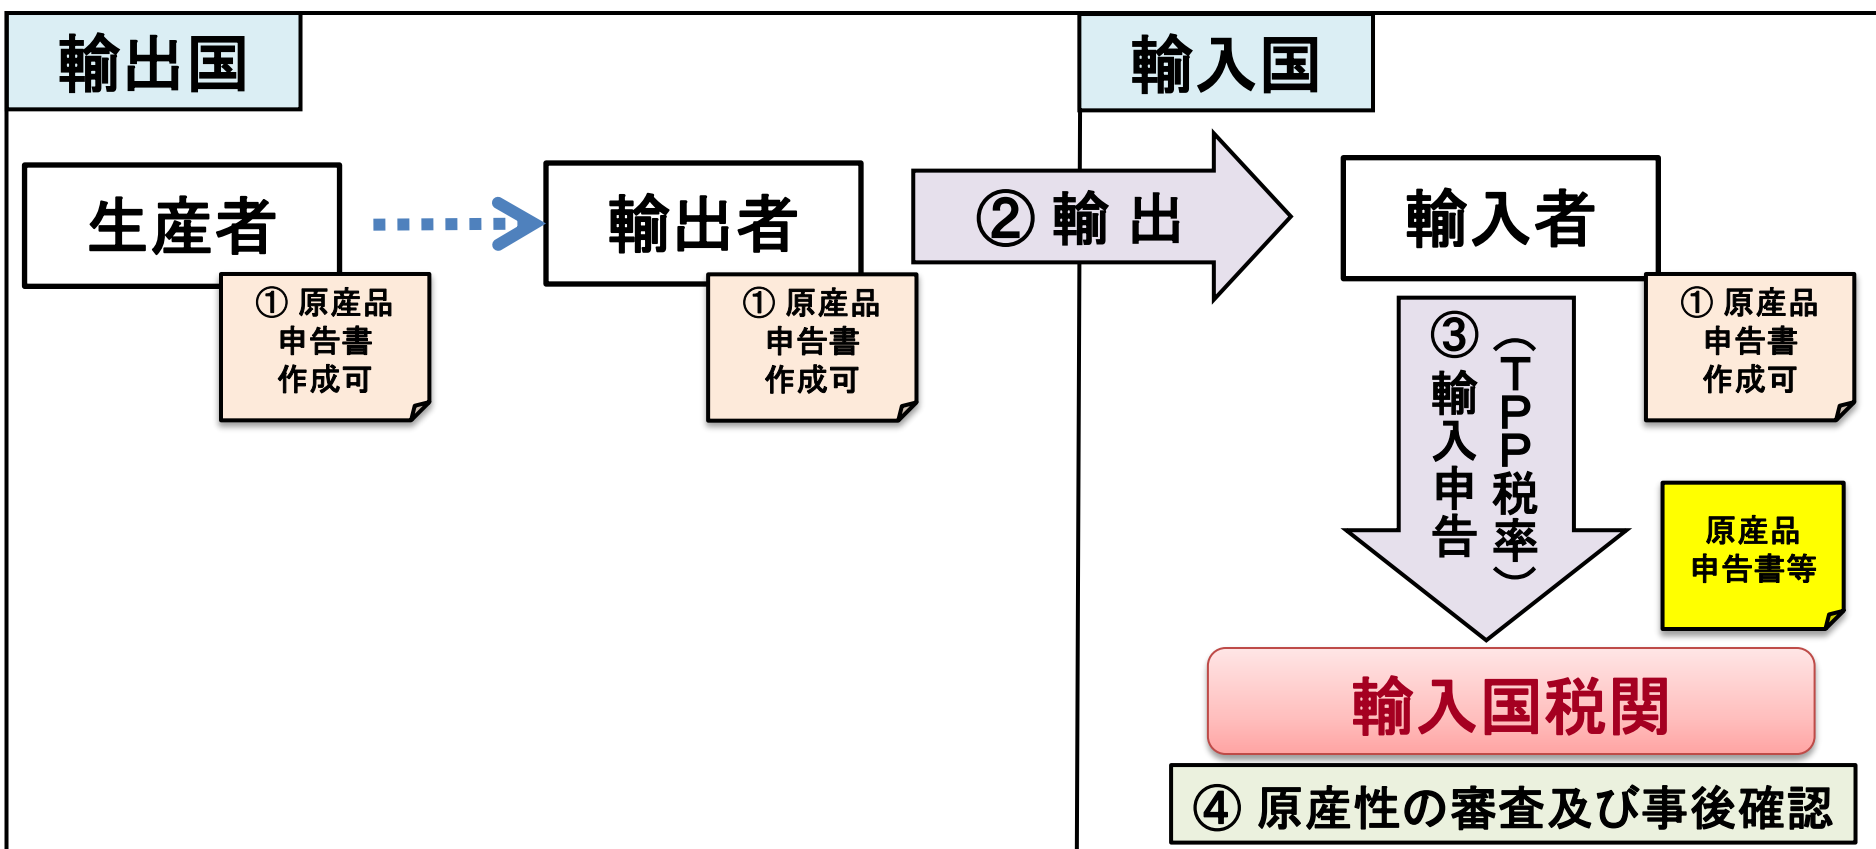 輸出国
輸入国
生産者
輸出者
② 輸 出
輸入者
① 原産品
申告書
作成可
① 原産品
申告書
作成可
① 原産品
申告書
作成可
③輸入申告
（ＴＰＰ税率）
原産品
申告書等
輸入国税関
④ 原産性の審査及び事後確認